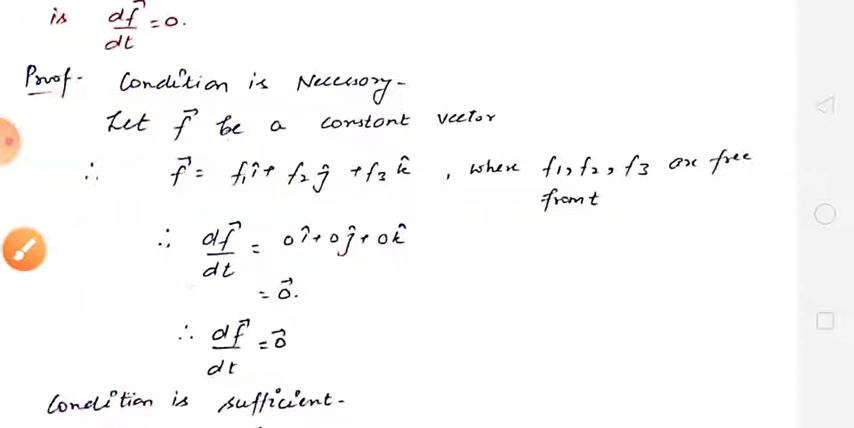 is df⃗/dt = 0.
Proof- Condition is Necessory-
Let f⃗ be a constant vector
∴ f⃗ = f₁î + f₂ĵ + f₃k̂ , where f₁, f₂, f₃ are free
from t
∴ df⃗/dt = 0î + 0ĵ + 0k̂
= 0⃗.
∴ df⃗/dt = 0⃗
Condition is sufficient-